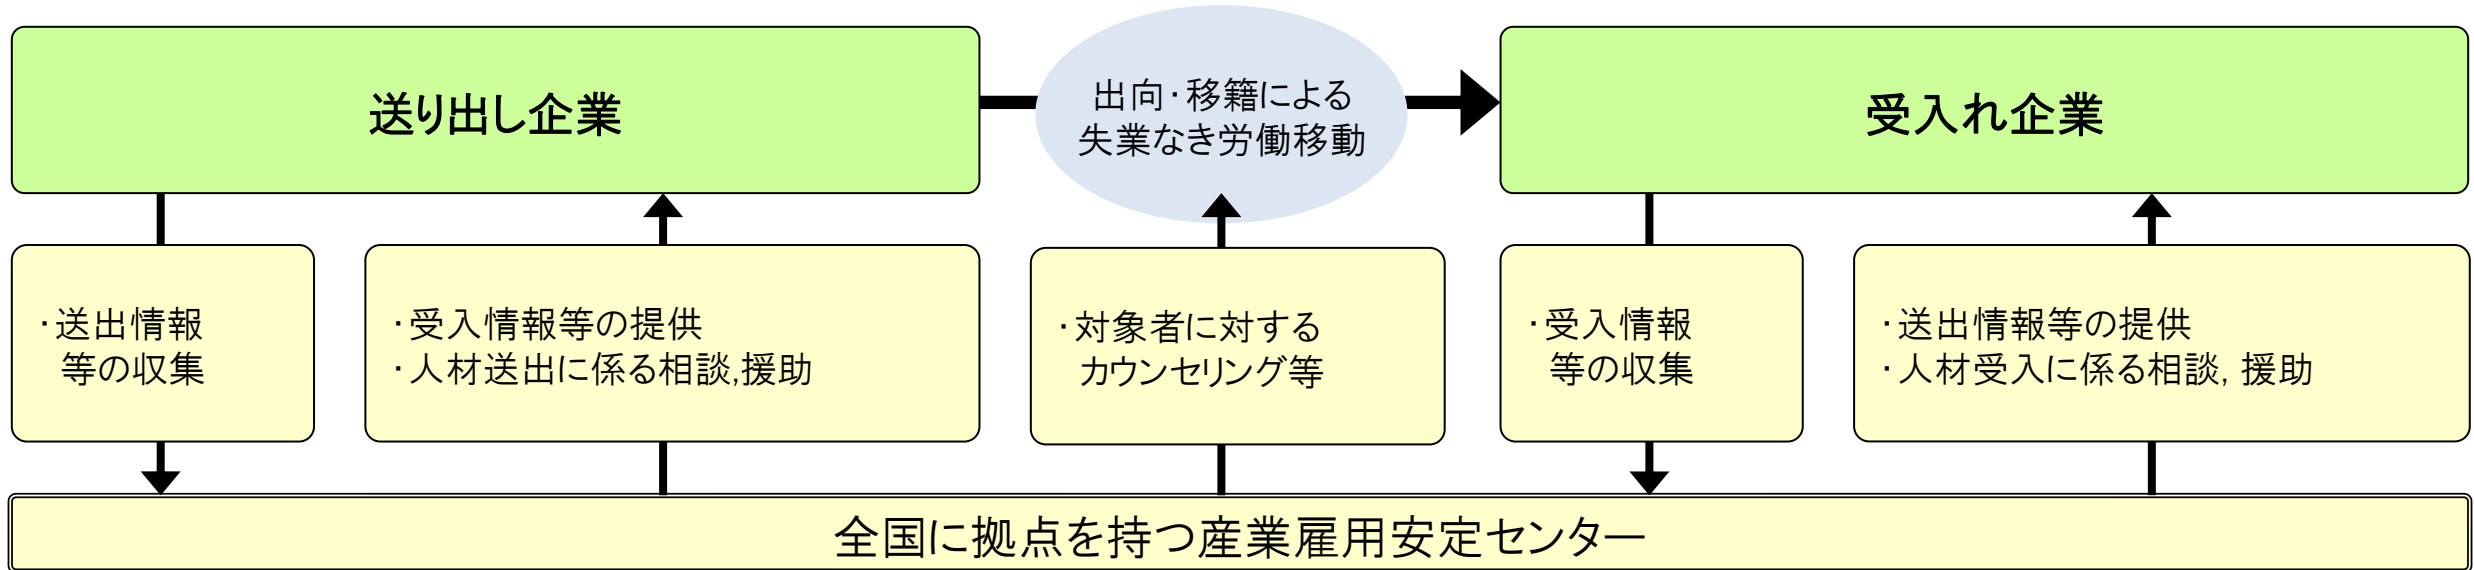 送り出し企業
出向・移籍による
失業なき労働移動
受入れ企業
・送出情報
等の収集
・受入情報等の提供
・人材送出に係る相談,援助
・対象者に対する
カウンセリング等
・受入情報
等の収集
・送出情報等の提供
・人材受入に係る相談, 援助
全国に拠点を持つ産業雇用安定センター